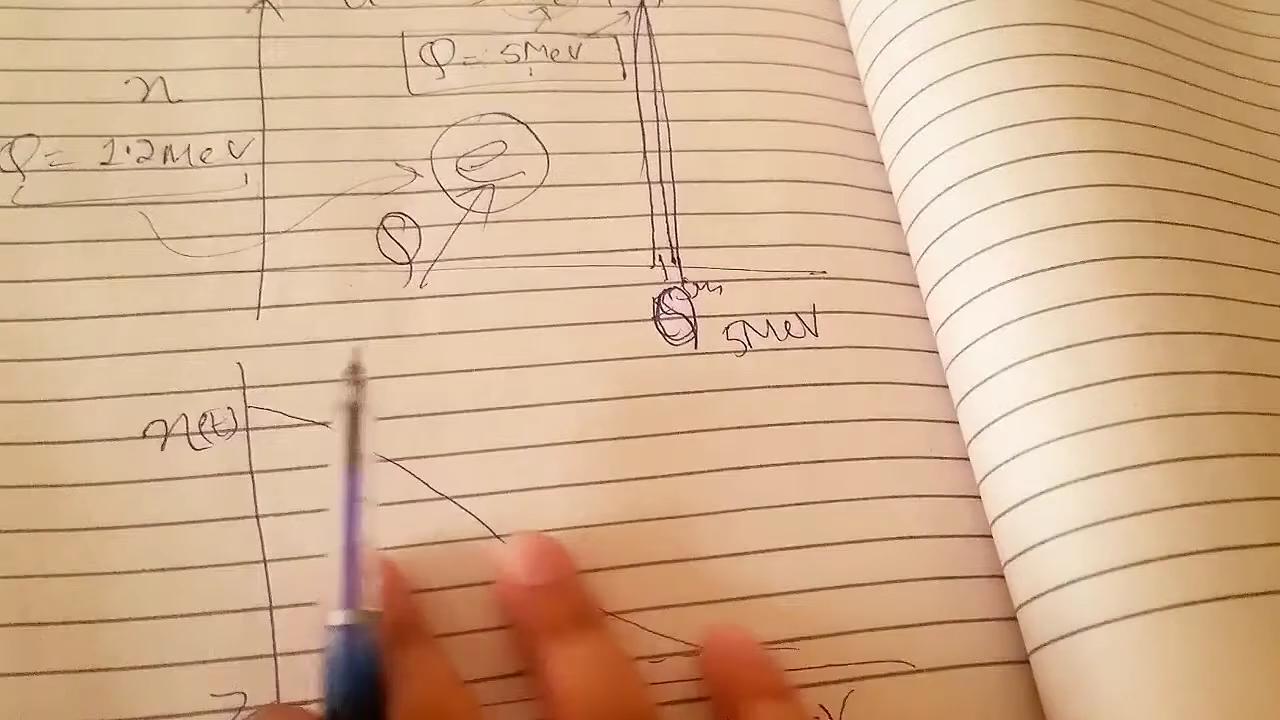 Q = 5MeV
n
Q = 1.2MeV
e
Q
5MeV
n(t)